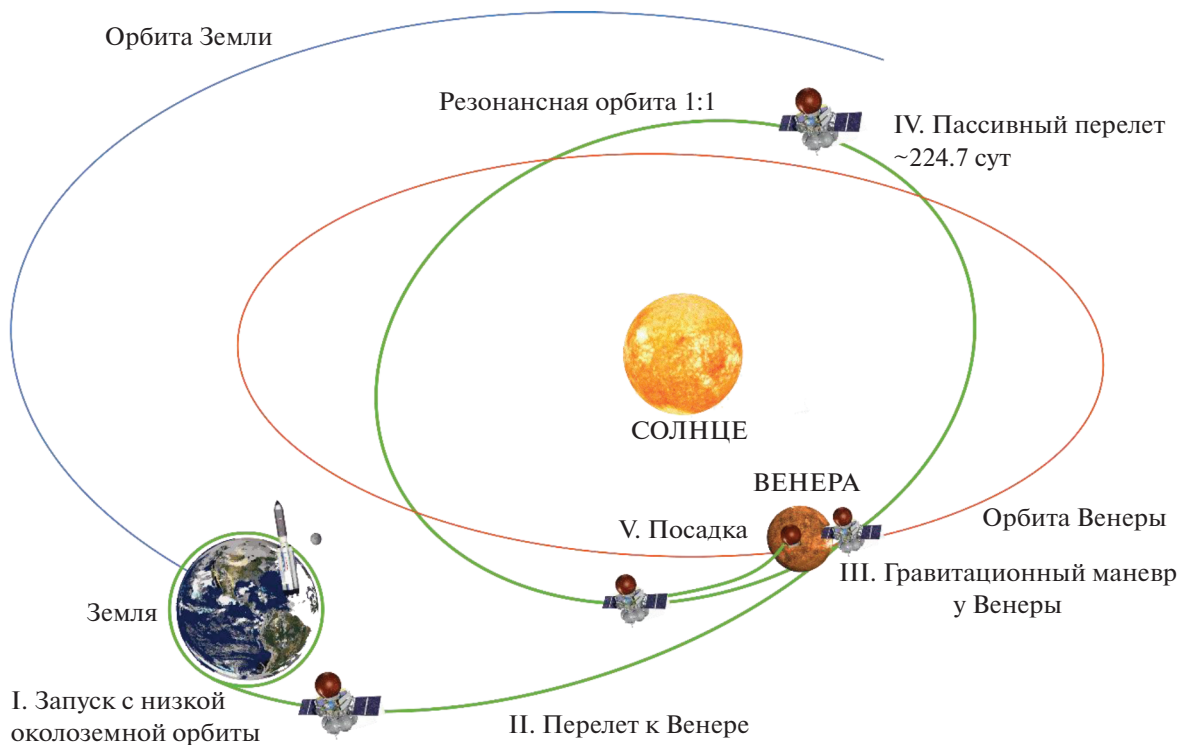 Орбита Земли
Резонансная орбита 1:1
IV. Пассивный перелет
~224.7 сут
СОЛНЦЕ
ВЕНЕРА
V. Посадка
Орбита Венеры
III. Гравитационный маневр
у Венеры
Земля
I. Запуск с низкой
околоземной орбиты
II. Перелет к Венере